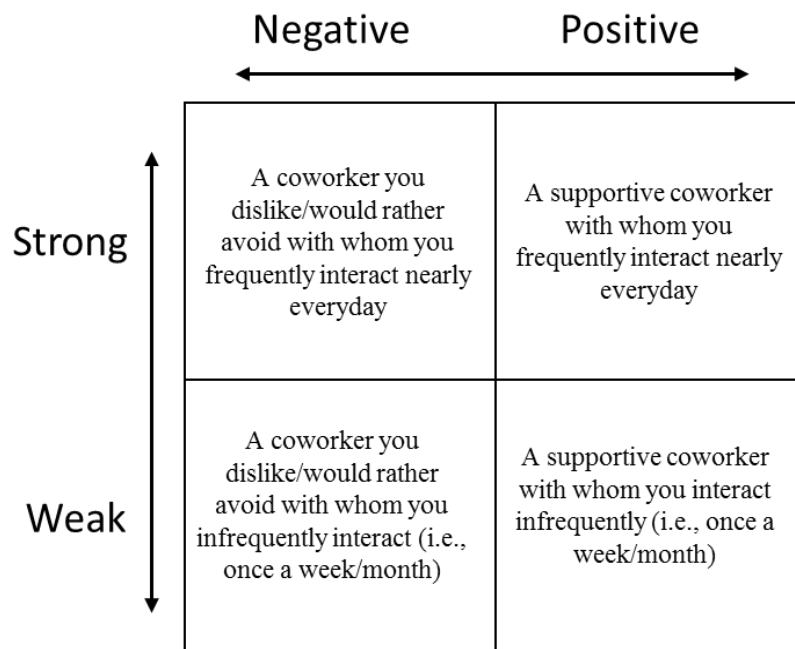 Negative
Positive
Strong
A coworker you
dislike/would rather
avoid with whom you
frequently interact nearly
everyday
A supportive coworker
with whom you
frequently interact nearly
everyday
Weak
A coworker you
dislike/would rather
avoid with whom you
infrequently interact (i.e.,
once a week/month)
A supportive coworker
with whom you interact
infrequently (i.e., once a
week/month)